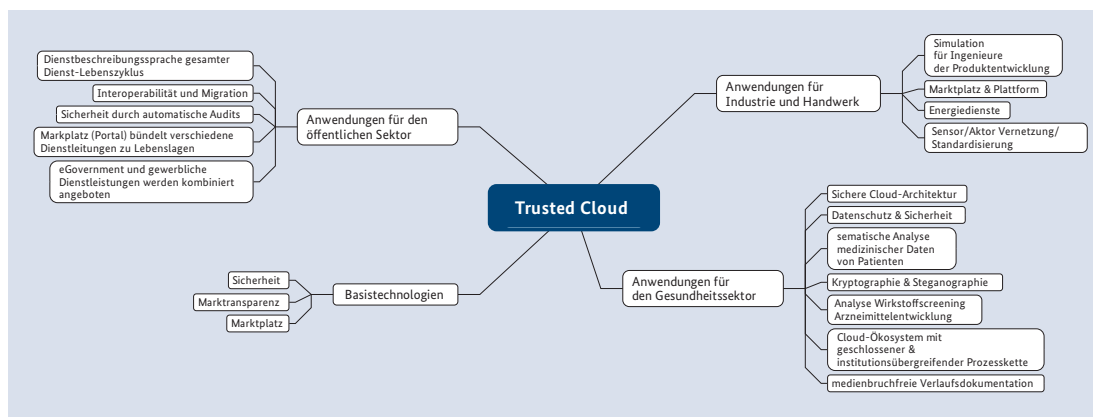 Dienstbeschreibungssprache gesamter
Dienst-Lebenszyklus
Interoperabilität und Migration
Sicherheit durch automatische Audits
Markplatz (Portal) bündelt verschiedene
Dienstleitungen zu Lebenslagen
eGovernment und gewerbliche
Dienstleistungen werden kombiniert
angeboten
Anwendungen für den
öffentlichen Sektor
Anwendungen für
Industrie und Handwerk
Simulation
für Ingenieure
der Produktentwicklung
Marktplatz & Plattform
Energiedienste
Sensor/Aktor Vernetzung/
Standardisierung
Trusted Cloud
Sicherheit
Marktransparenz
Marktplatz
Basistechnologien
Anwendungen für
den Gesundheitssektor
Sichere Cloud-Architektur
Datenschutz & Sicherheit
sematische Analyse
medizinischer Daten
von Patienten
Kryptographie & Steganographie
Analyse Wirkstoffscreening
Arzneimittelentwicklung
Cloud-Ökosystem mit
geschlossener &
institutionsübergreifender Prozesskette
medienbruchfreie Verlaufsdokumentation